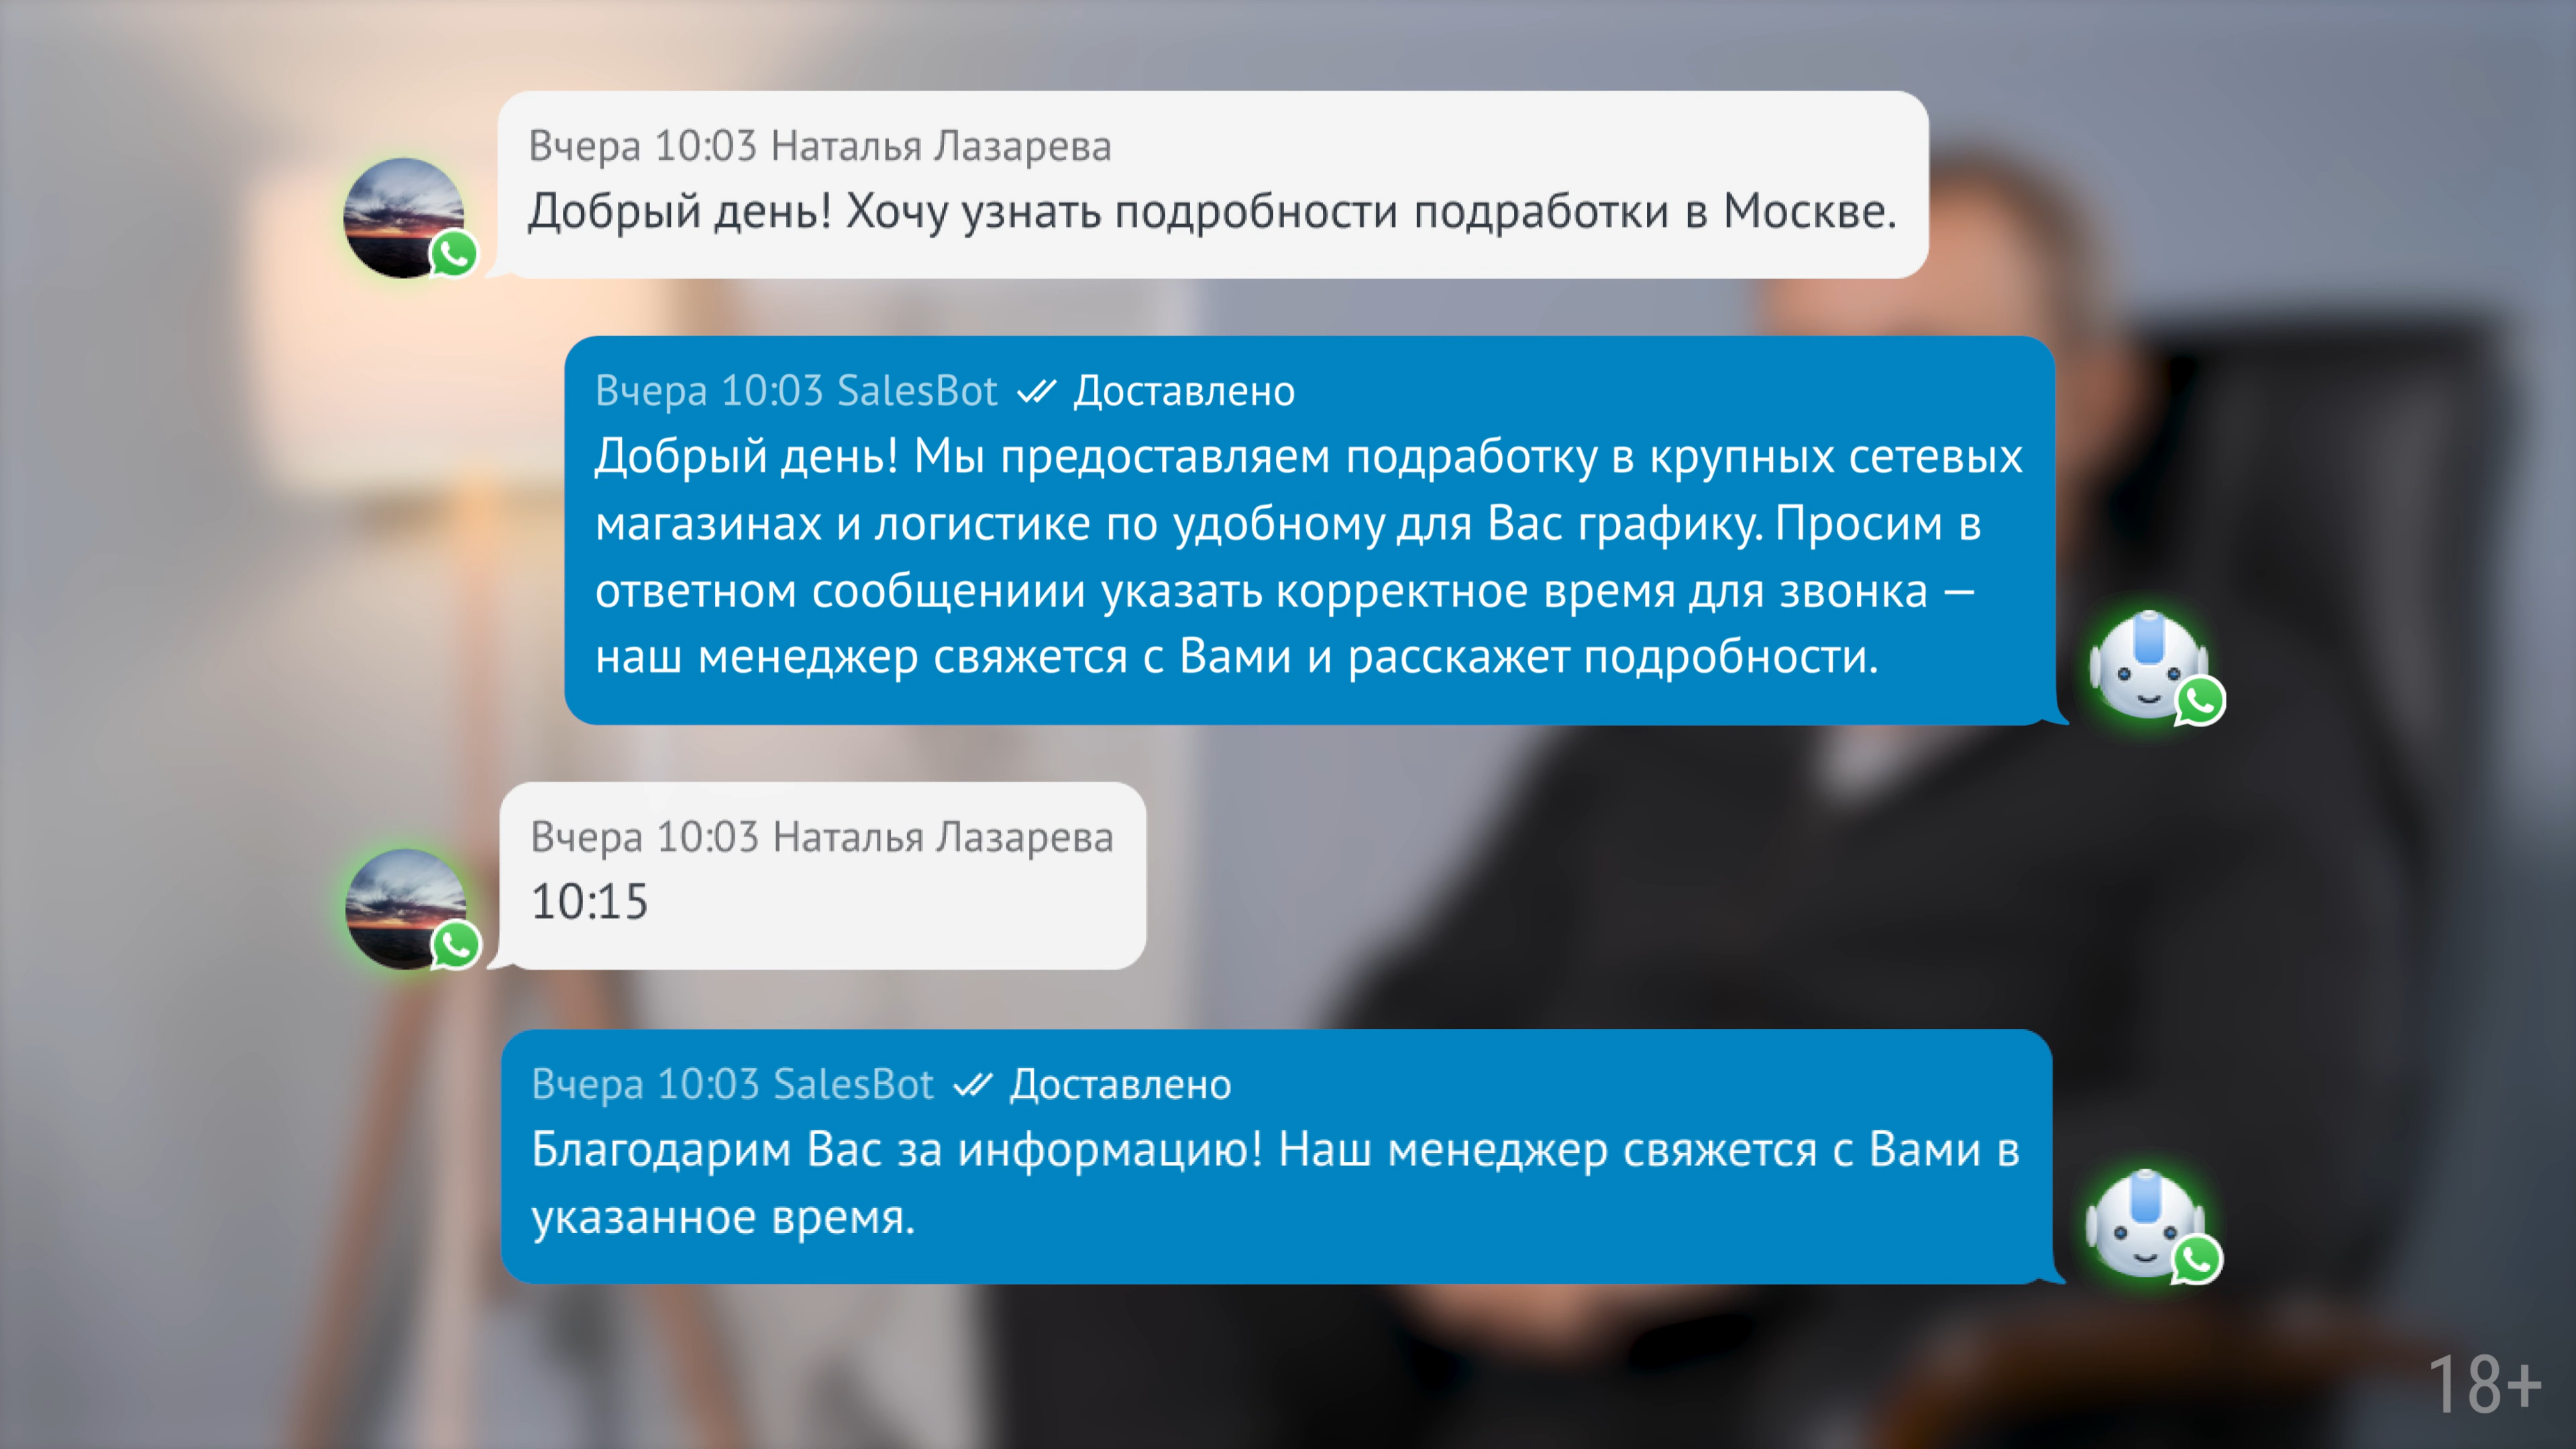 Вчера 10:03 Наталья Лазарева
Добрый день! Хочу узнать подробности подработки в Москве.
Вчера 10:03 SalesBot Доставлено
Добрый день! Мы предоставляем подработку в крупных сетевых
магазинах и логистике по удобному для Вас графику. Просим в
ответном сообщениии указать корректное время для звонка —
наш менеджер свяжется с Вами и расскажет подробности.
Вчера 10:03 Наталья Лазарева
10:15
Вчера 10:03 SalesBot Доставлено
Благодарим Вас за информацию! Наш менеджер свяжется с Вами в
указанное время.
18+